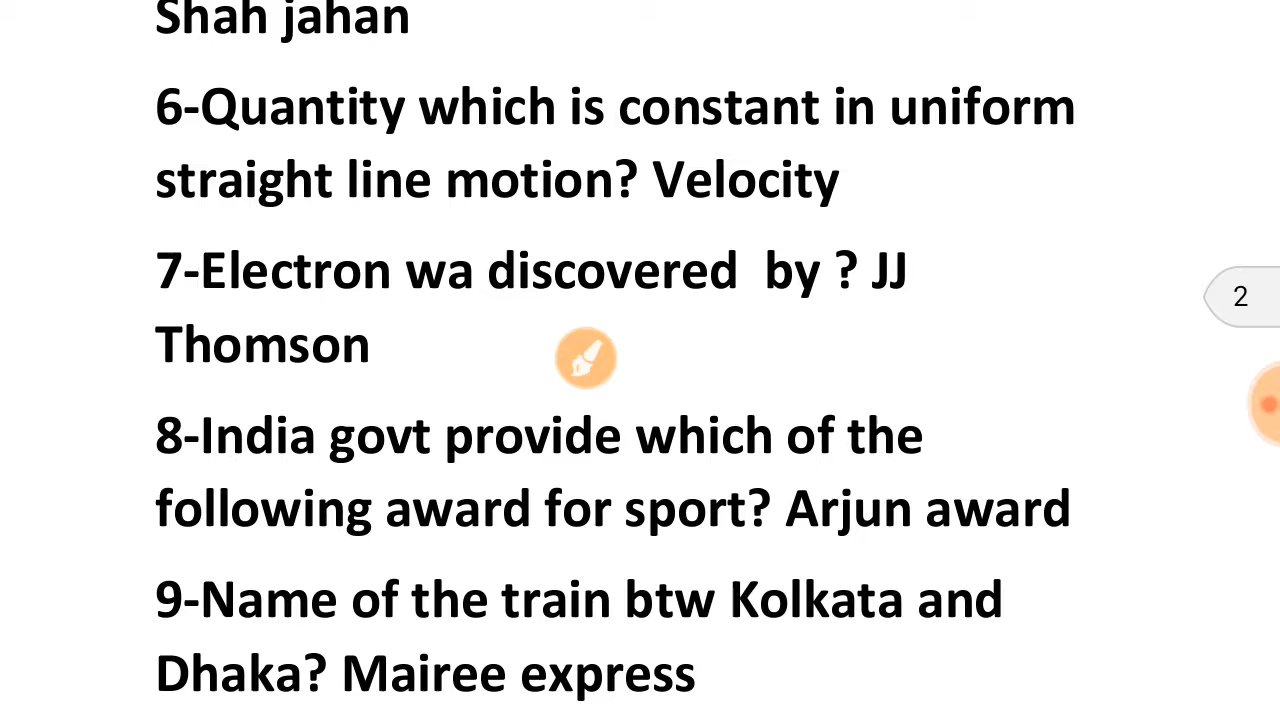 Shah jahan
6-Quantity which is constant in uniform
straight line motion? Velocity
7-Electron wa discovered  by ? JJ
Thomson
8-India govt provide which of the
following award for sport? Arjun award
9-Name of the train btw Kolkata and
Dhaka? Mairee express
2